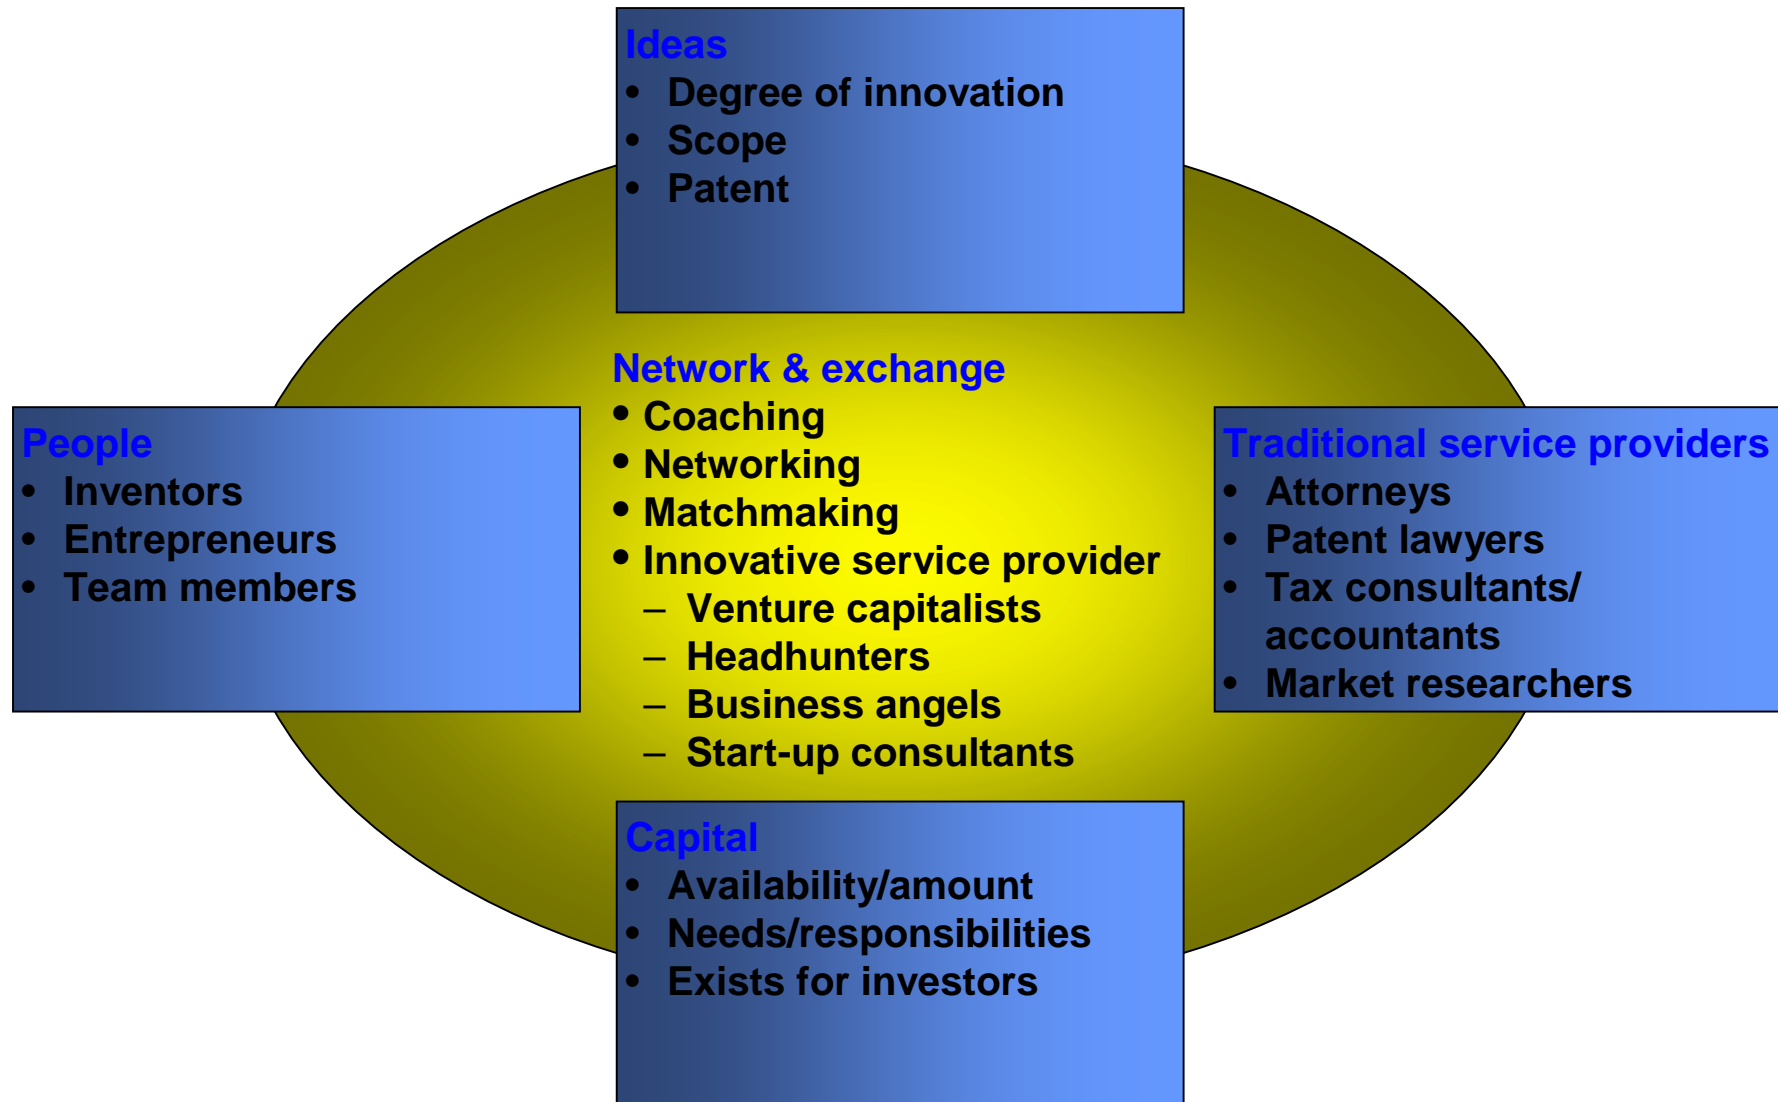 Ideas
• Degree of innovation
• Scope
• Patent
Network & exchange
• Coaching
• Networking
• Matchmaking
• Innovative service provider
– Venture capitalists
– Headhunters
– Business angels
– Start-up consultants
People
• Inventors
• Entrepreneurs
• Team members
Traditional service providers
• Attorneys
• Patent lawyers
• Tax consultants/
accountants
• Market researchers
Capital
• Availability/amount
• Needs/responsibilities
• Exists for investors